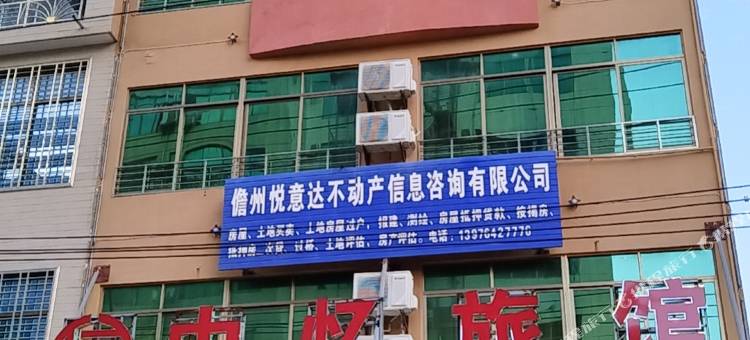 儋州悦意达不动产信息咨询有限公司
房屋、土地买卖、土地房屋过户，报建、测绘、房屋抵押贷款、按揭房、
抵押房、过桥、土地评估、房产评估。电话：13976427770
忆旅馆